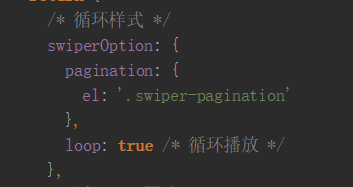 /* 循环样式 */
swiperOption: {
pagination: {
el: '.swiper-pagination'
},
loop: true /* 循环播放 */
},